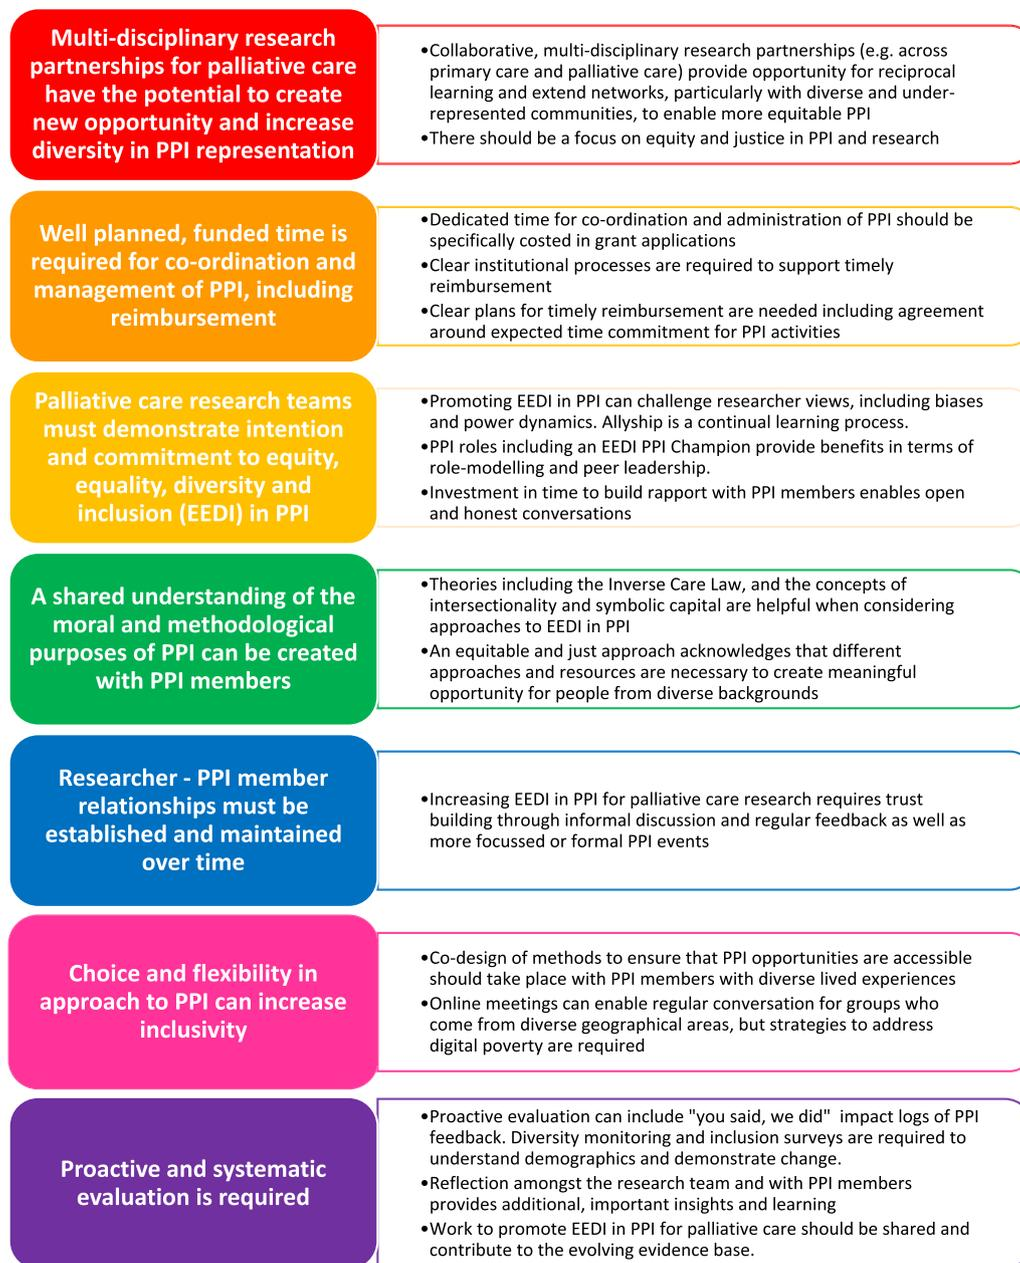 Multi-disciplinary research
partnerships for palliative care
have the potential to create
new opportunity and increase
diversity in PPI representation
•Collaborative, multi-disciplinary research partnerships (e.g. across
primary care and palliative care) provide opportunity for reciprocal
learning and extend networks, particularly with diverse and under-
represented communities, to enable more equitable PPI
•There should be a focus on equity and justice in PPI and research
Well planned, funded time is
required for co-ordination and
management of PPI, including
reimbursement
•Dedicated time for co-ordination and administration of PPI should be
specifically costed in grant applications
•Clear institutional processes are required to support timely
reimbursement
•Clear plans for timely reimbursement are needed including agreement
around expected time commitment for PPI activities
Palliative care research teams
must demonstrate intention
and commitment to equity,
equality, diversity and
inclusion (EEDI) in PPI
•Promoting EEDI in PPI can challenge researcher views, including biases
and power dynamics. Allyship is a continual learning process.
•PPI roles including an EEDI PPI Champion provide benefits in terms of
role-modelling and peer leadership.
•Investment in time to build rapport with PPI members enables open
and honest conversations
A shared understanding of the
moral and methodological
purposes of PPI can be created
with PPI members
•Theories including the Inverse Care Law, and the concepts of
intersectionality and symbolic capital are helpful when considering
approaches to EEDI in PPI
•An equitable and just approach acknowledges that different
approaches and resources are necessary to create meaningful
opportunity for people from diverse backgrounds
Researcher - PPI member
relationships must be
established and maintained
over time
•Increasing EEDI in PPI for palliative care research requires trust
building through informal discussion and regular feedback as well as
more focussed or formal PPI events
Choice and flexibility in
approach to PPI can increase
inclusivity
•Co-design of methods to ensure that PPI opportunities are accessible
should take place with PPI members with diverse lived experiences
•Online meetings can enable regular conversation for groups who
come from diverse geographical areas, but strategies to address
digital poverty are required
Proactive and systematic
evaluation is required
•Proactive evaluation can include "you said, we did"  impact logs of PPI
feedback. Diversity monitoring and inclusion surveys are required to
understand demographics and demonstrate change.
•Reflection amongst the research team and with PPI members
provides additional, important insights and learning
•Work to promote EEDI in PPI for palliative care should be shared and
contribute to the evolving evidence base.